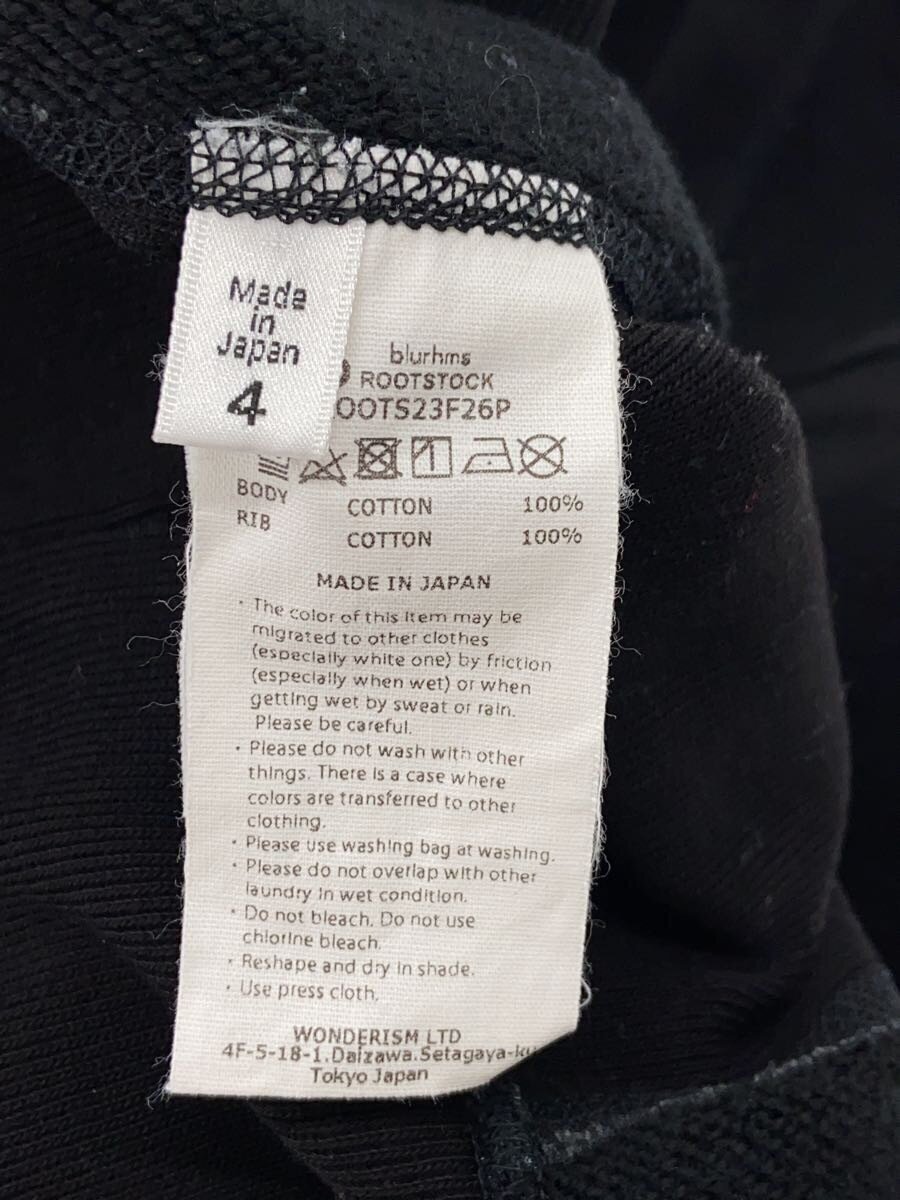 Made
in
Japan
4
blurhms
ROOTSTOCK
OOTS23F26P
BODY COTTON 100%
RIB COTTON 100%
MADE IN JAPAN
・The color of this item may be
migrated to other clothes
(especially white one) by friction
(especially when wet) or when
getting wet by sweat or rain.
Please be careful.
・Please do not wash with other
things. There is a case where
colors are transferred to other
clothing.
・Please use washing bag at washing.
・Please do not overlap with other
laundry in wet condition.
・Do not bleach. Do not use
chlorine bleach.
・Reshape and dry in shade.
・Use press cloth.
WONDERISM LTD
4F-5-18-1.Daizawa.Setagaya-ku
Tokyo Japan